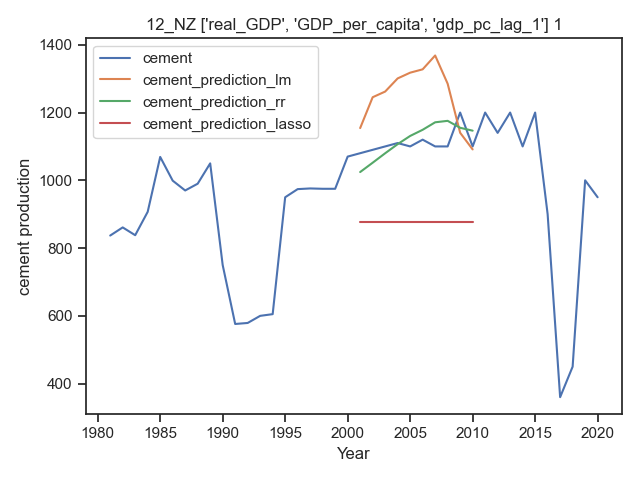 12_NZ ['real_GDP', 'GDP_per_capita', 'gdp_pc_lag_1'] 1
cement
cement_prediction_lm
cement_prediction_rr
cement_prediction_lasso
cement production
1400
1200
1000
800
600
400
1980
1985
1990
1995
2000
2005
2010
2015
2020
Year